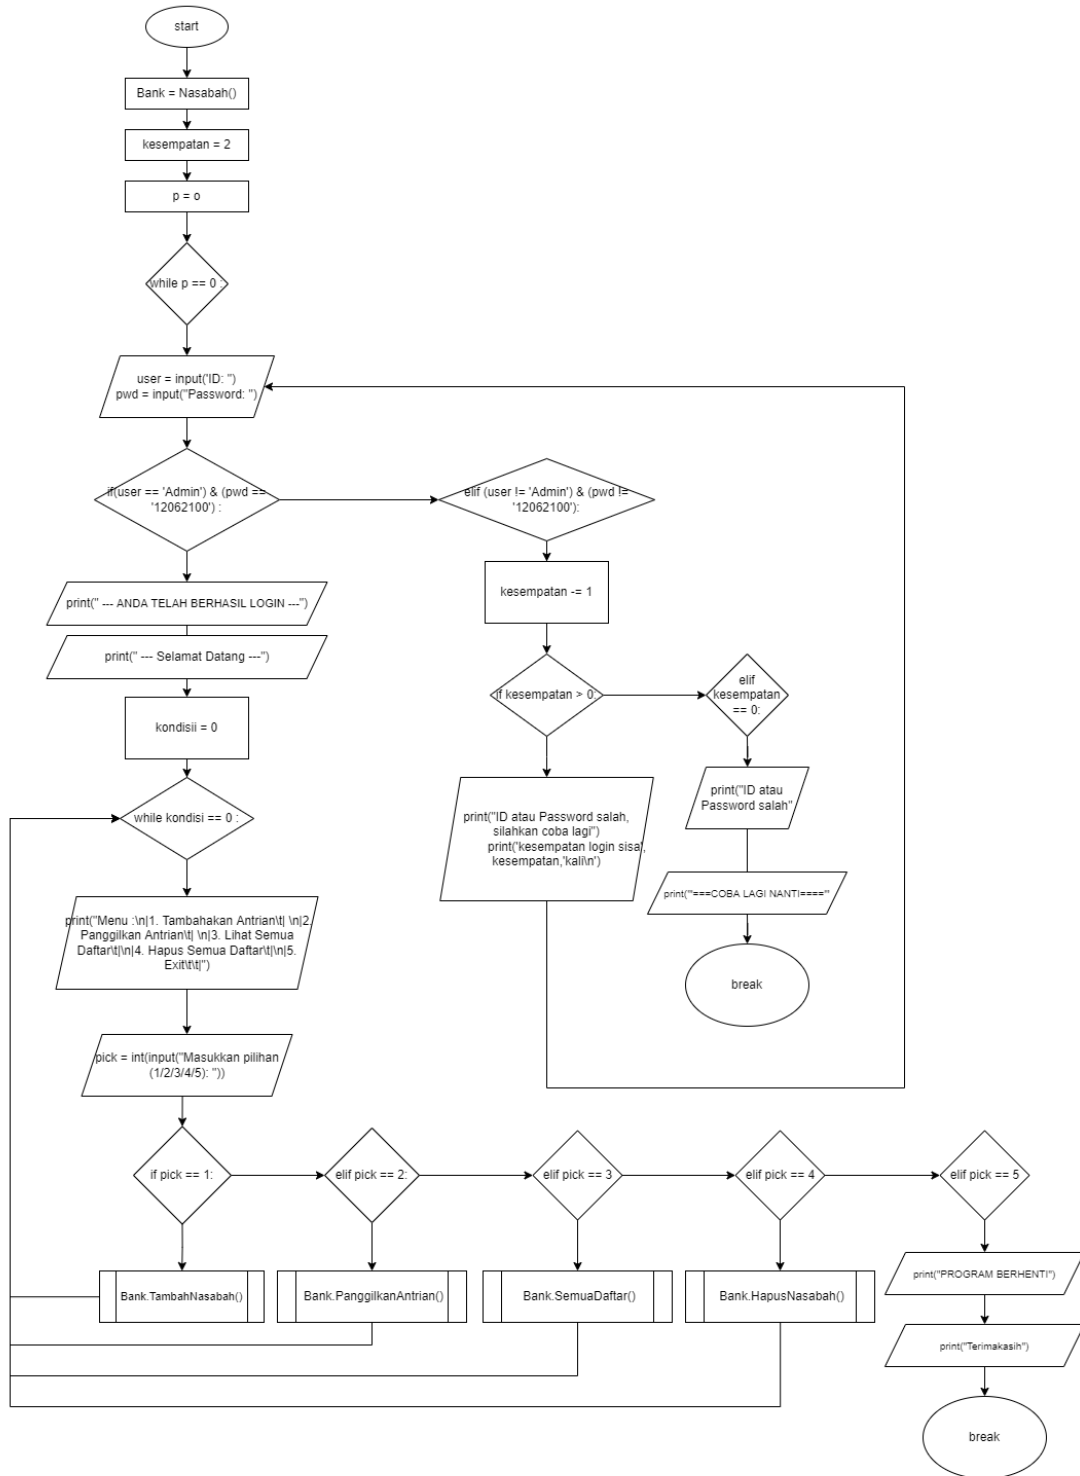 start
Bank = Nasabah()
kesempatan = 2
p = o
while p == 0 :
user = input('ID: ")
pwd = input("Password: ")
if(user == 'Admin') & (pwd ==
'12062100') :
elif (user != 'Admin') & (pwd !=
'12062100'):
print(" --- ANDA TELAH BERHASIL LOGIN ---")
print(" --- Selamat Datang ---")
kondisii = 0
while kondisi == 0 :
kesempatan -= 1
if kesempatan > 0:
elif
kesempatan
== 0:
print("ID atau Password salah,
silahkan coba lagi")
print('kesempatan login sisa',
kesempatan,'kali\n')
print("ID atau
Password salah"
print("'===COBA LAGI NANTI===='"
break
print("Menu :\n|1. Tambahakan Antrian\t| \n|2.
Panggilkan Antrian\t| \n|3. Lihat Semua
Daftar\t|\n|4. Hapus Semua Daftar\t|\n|5.
Exit\t\t|")
pick = int(input("Masukkan pilihan
(1/2/3/4/5): "))
if pick == 1:
elif pick == 2:
elif pick == 3
elif pick == 4
elif pick == 5
Bank.TambahNasabah()
Bank.PanggilkanAntrian()
Bank.SemuaDaftar()
Bank.HapusNasabah()
print("PROGRAM BERHENTI")
print("Terimakasih")
break